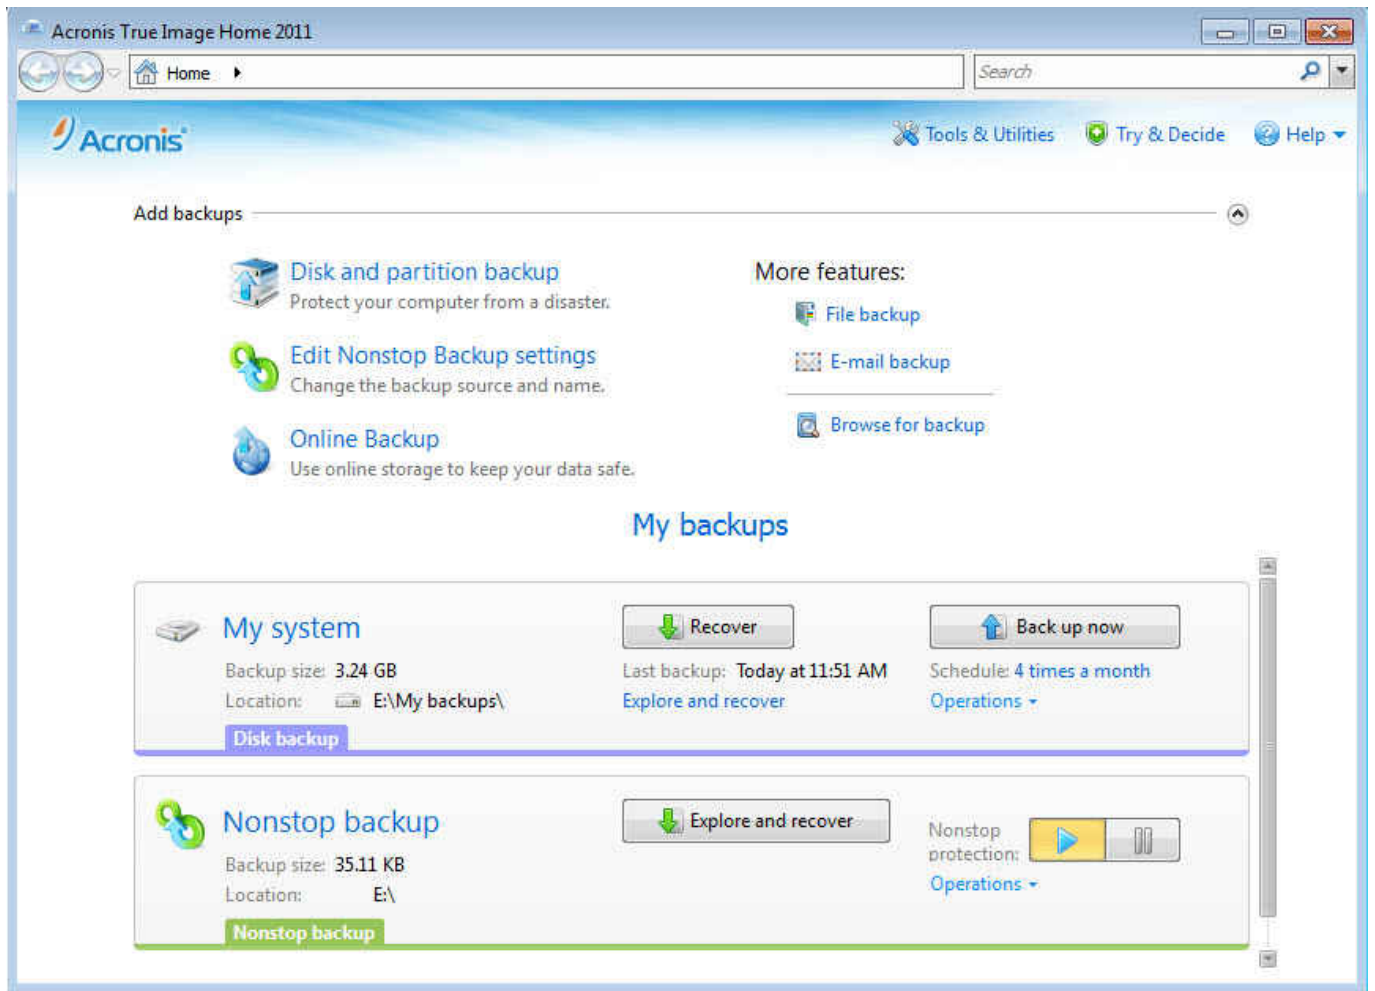 Acronis True Image Home 2011
Home
Search
Acronis
Tools & Utilities
Try & Decide
Help
Add backups
Disk and partition backup
Protect your computer from a disaster.
Edit Nonstop Backup settings
Change the backup source and name.
Online Backup
Use online storage to keep your data safe.
More features:
File backup
E-mail backup
Browse for backup
My backups
My system
Recover
Back up now
Backup size: 3.24 GB
Last backup: Today at 11:51 AM
Schedule: 4 times a month
Location: E:\My backups\
Explore and recover
Operations
Disk backup
Nonstop backup
Explore and recover
Nonstop
protection:
Backup size: 35.11 KB
Operations
Location: E:\
Nonstop backup